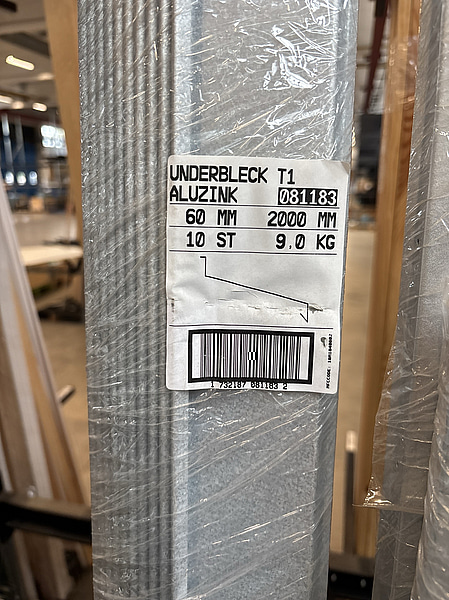 UNDERBLECK T1
ALUZINK 081183
60 MM 2000 MM
10 ST 9.0 KG
1 732187 081183 2